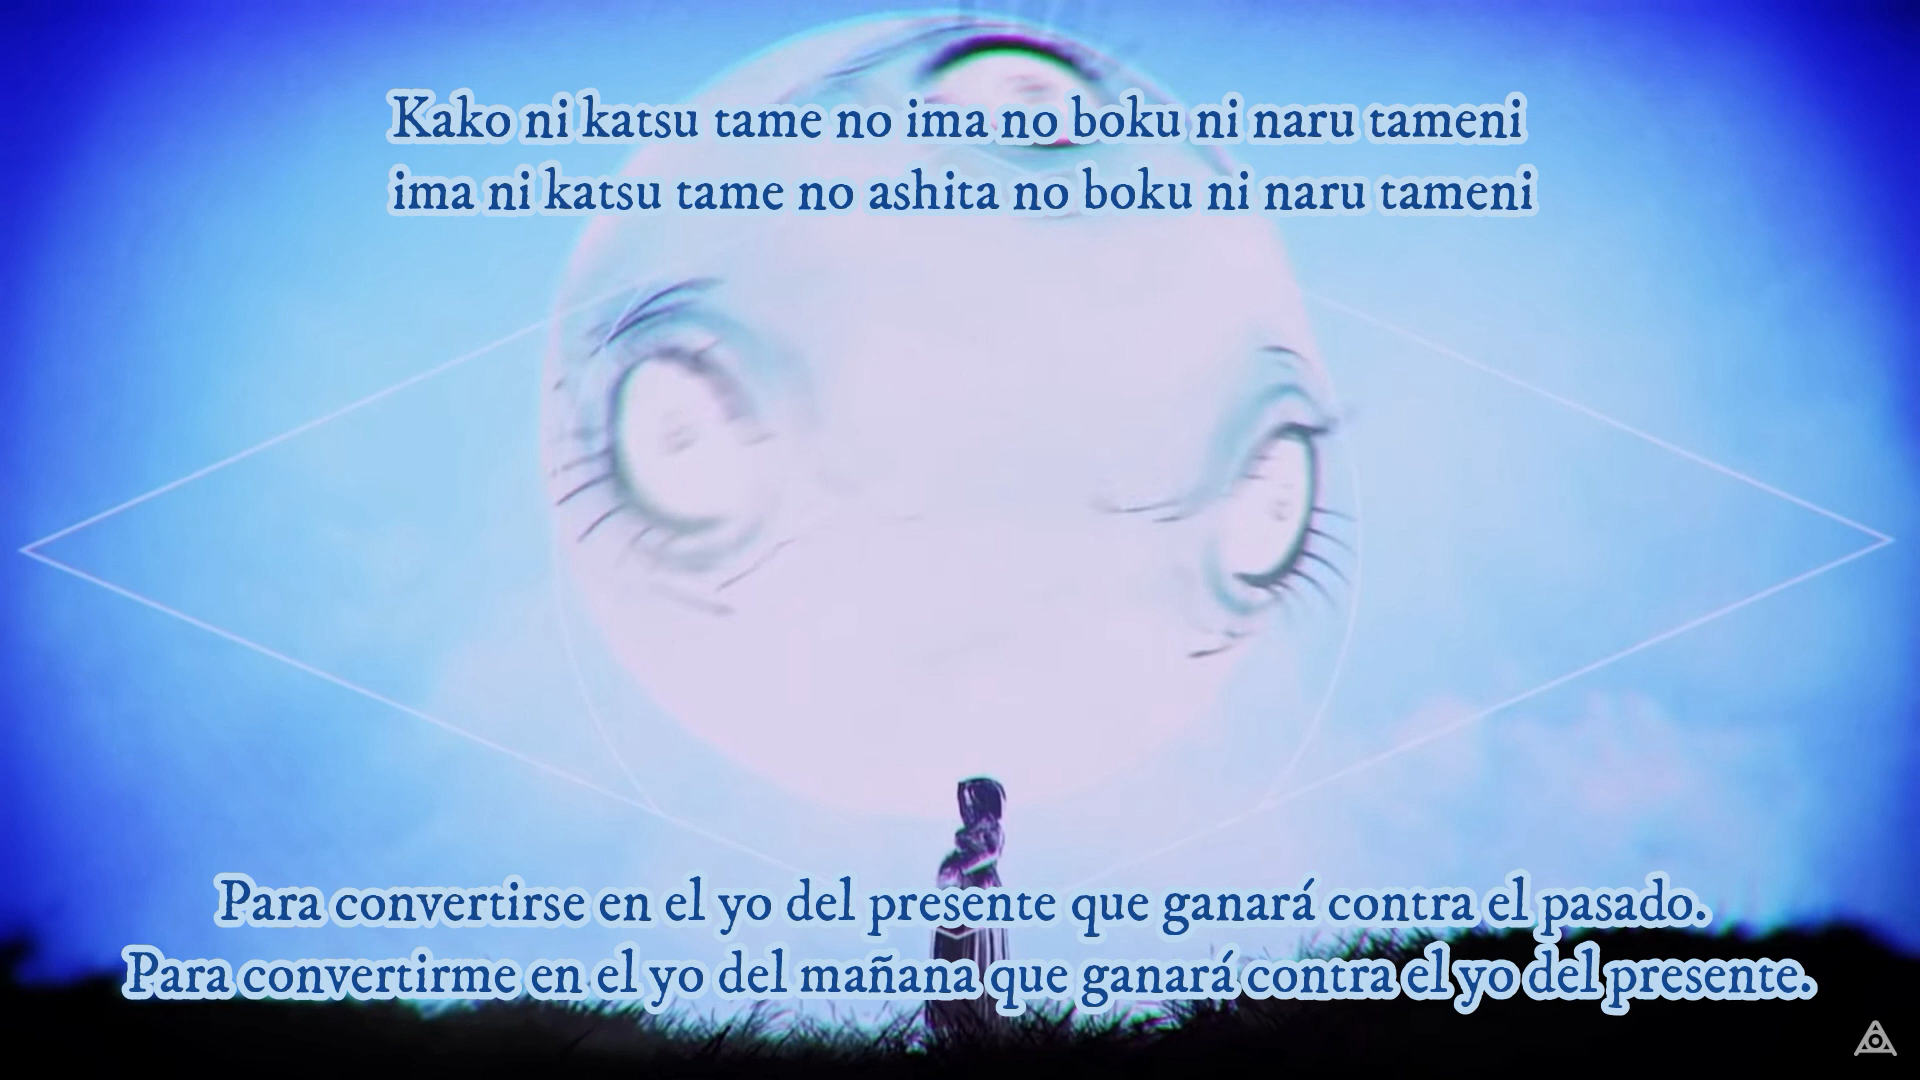 Kako ni katsu tame no ima no boku ni naru tameni
ima ni katsu tame no ashita no boku ni naru tameni
Para convertirse en el yo del presente que ganará contra el pasado.
Para convertirme en el yo del mañana que ganará contra el yo del presente.